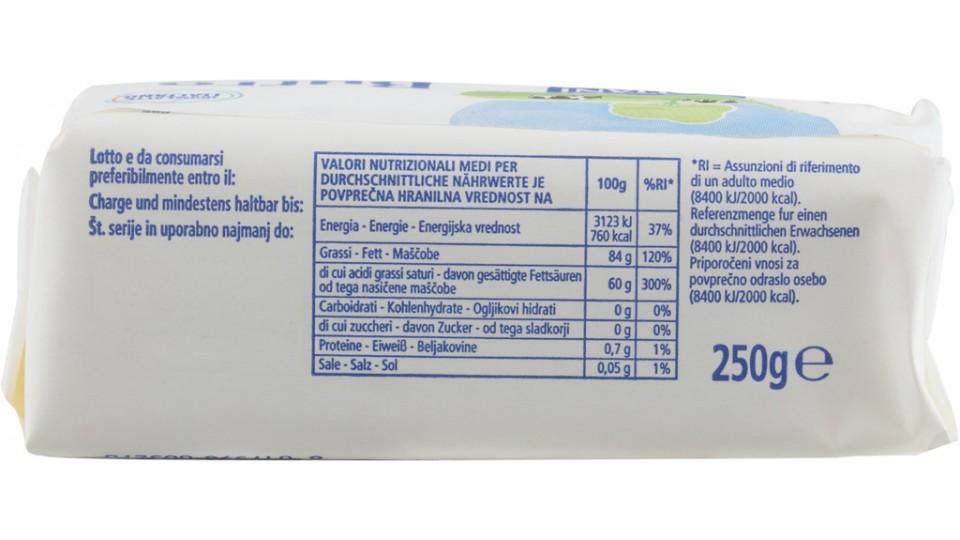 Lotto e da consumarsi
preferibilmente entro il:
Charge und mindestens haltbar bis:
Št. serije in uporabno najmanj do:
VALORI NUTRIZIONALI MEDI PER
DURCHSCHNITTLICHE NÄHRWERTE JE
POVPREČNA HRANILNA VREDNOST NA
100g %RI*
Energia - Energie - Energijska vrednost 3123 kJ 37%
760 kcal
Grassi - Fett - Maščobe 84 g 120%
di cui acidi grassi saturi - davon gesättigte Fettsäuren
od tega nasičene maščobe 60 g 300%
Carboidrati - Kohlenhydrate - Ogljikovi hidrati 0 g 0%
di cui zuccheri - davon Zucker - od tega sladkorji 0 g 0%
Proteine - Eiweiß - Beljakovine 0,7 g 1%
Sale - Salz - Sol 0,05 g 1%
*RI = Assunzioni di riferimento
di un adulto medio
(8400 kJ/2000 kcal).
Referenzmenge fur einen
durchschnittlichen Erwachsenen
(8400 kJ/2000 kcal).
Priporočeni vnosi za
povprečno odraslo osebo
(8400 kJ/2000 kcal).
250g e